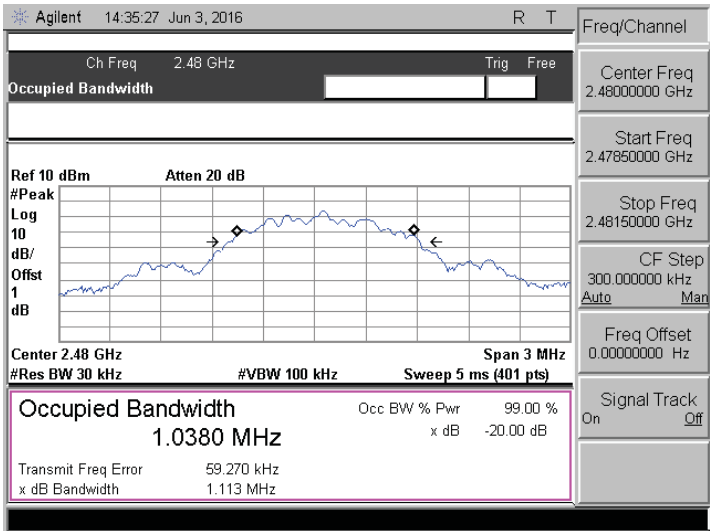 Agilent 14:35:27 Jun 3, 2016 R T
Ch Freq 2.48 GHz Trig Free
Occupied Bandwidth
Ref 10 dBm Atten 20 dB
#Peak
Log
10
dB/
Offst
1
dB
Center 2.48 GHz Span 3 MHz
#Res BW 30 kHz #VBW 100 kHz Sweep 5 ms (401 pts)
Occupied Bandwidth Occ BW % Pwr 99.00 %
1.0380 MHz x dB -20.00 dB
Transmit Freq Error 59.270 kHz
x dB Bandwidth 1.113 MHz
Freq/Channel
Center Freq
2.48000000 GHz
Start Freq
2.47850000 GHz
Stop Freq
2.48150000 GHz
CF Step
300.000000 kHz
Auto Man
Freq Offset
0.00000000 Hz
Signal Track
On Off